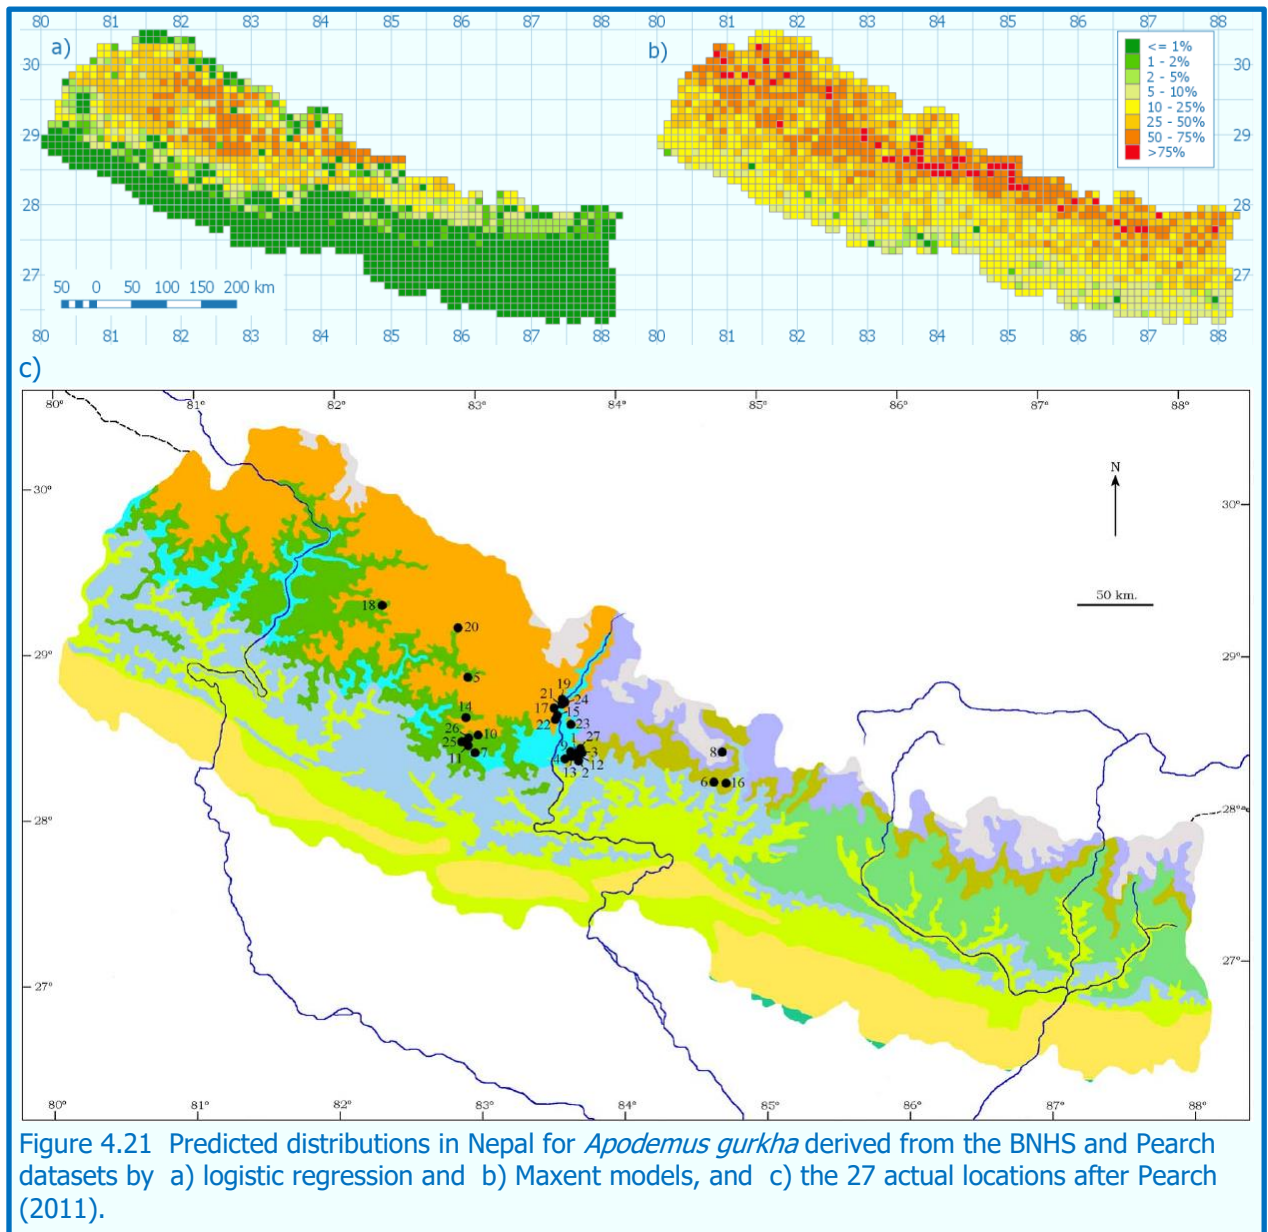 80 81 82 83 84 85 86 87 88 80 81 82 83 84 85 86 87 88
a)
b)
<= 1%
1 - 2%
2 - 5%
5 - 10%
10 - 25%
25 - 50%
50 - 75%
>75%
30 30
29 29
28 28
27 27
50 0 50 100 150 200 km
80 81 82 83 84 85 86 87 88 80 81 82 83 84 85 86 87 88
c)
80° 81° 82° 83° 84° 85° 86° 87° 88°
N
30° 30°
50 km.
18
20
29° 5 29°
19
21 24
14 17 15
22 23
26 10 1 27
25 9 3 8
11 7 4 12
13 2 6 16
28° 28°
27° 27°
80° 81° 82° 83° 84° 85° 86° 87° 88°
Figure 4.21 Predicted distributions in Nepal for Apodemus gurkha derived from the BNHS and Pearch
datasets by a) logistic regression and b) Maxent models, and c) the 27 actual locations after Pearch
(2011).